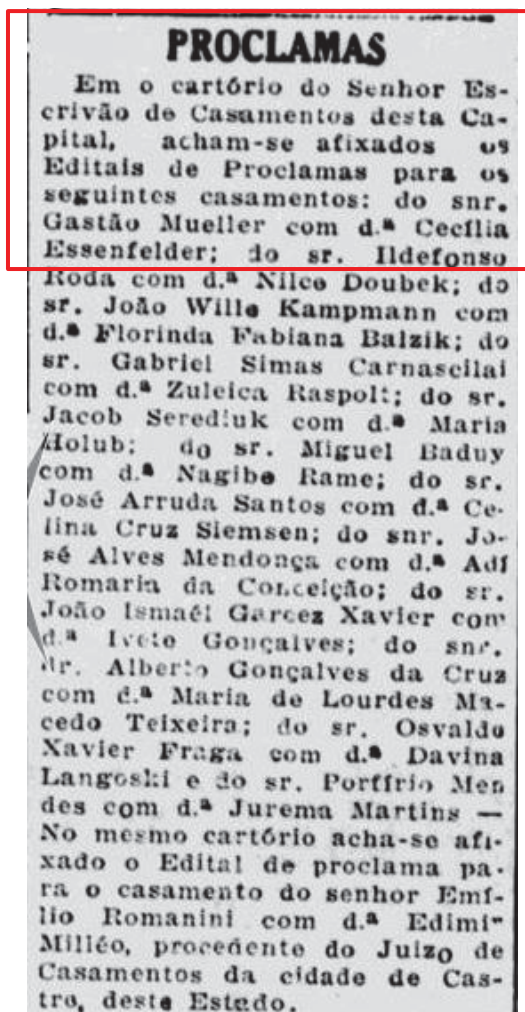 PROCLAMAS
Em o cartório do Senhor Es-
crivão de Casamentos desta Ca-
pital, acham-se afixados os
Editais de Proclamas para os
seguintes casamentos: do snr.
Gastão Mueller com d.ª Cecília
Essenfelder; do sr. Ildefonso
Roda com d.ª Nilce Doubek; do
sr. João Wille Kampmann com
d.ª Florinda Fabiana Balzik; do
sr. Gabriel Simas Carnascilai
com d.ª Zuleica Raspolt; do sr.
Jacob Serediuk com d.ª Maria
Holub; do sr. Miguel Baduy
com d.ª Nagibe Rame; do sr.
José Arruda Santos com d.ª Ce-
lina Cruz Siemsen; do snr. Jo-
sé Alves Mendonça com d.ª Adí
Romaria da Conceição; do sr.
João Ismaél Garcez Xavier com
d.ª Ivete Gonçalves; do snr.
dr. Alberto Gonçalves da Cruz
com d.ª Maria de Lourdes Ma-
cedo Teixeira; do sr. Osvaldo
Xavier Fraga com d.ª Davina
Langoski e do sr. Porfírio Men
des com d.ª Jurema Martins —
No mesmo cartório acha-se afi-
xado o Edital de proclama pa-
ra o casamento do senhor Emí-
lio Romanini com d.ª Edimi-
Milléo, procedente do Juizo de
Casamentos da cidade de Cas-
tro, deste Estado.